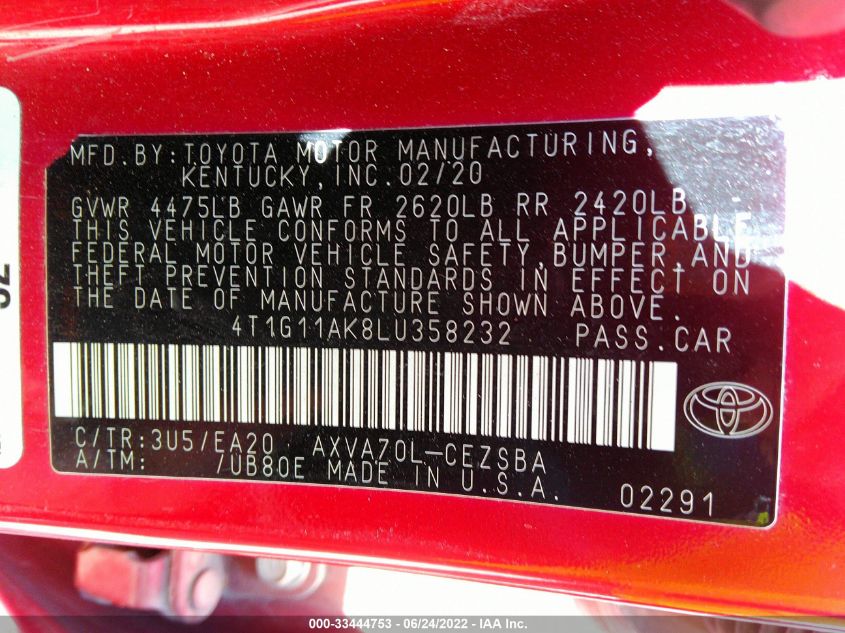 MFD.BY:TOYOTA MOTOR MANUFACTURING,
KENTUCKY,INC.02/20
GVWR 4475LB GAWR FR 2620LB RR 2420LB
THIS VEHICLE CONFORMS TO ALL APPLICABLE
FEDERAL MOTOR VEHICLE SAFETY,BUMPER,AND
THEFT PREVENTION STANDARDS IN EFFECT ON
THE DATE OF MANUFACTURE SHOWN ABOVE.
4T1G11AK8LU358232 PASS.CAR
C/TR:3U5/EA20 AXVA70L-CEZSBA
A/TM: /UB80E MADE IN U.S.A. 02291
000-33444753 - 06/24/2022 - IAA Inc.